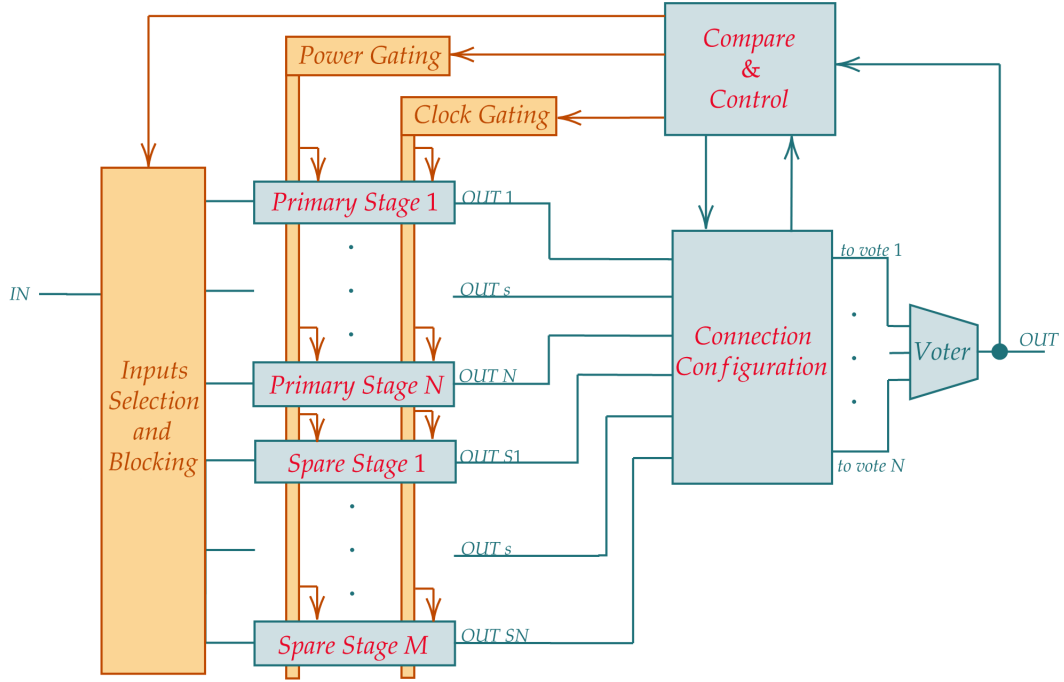 Compare
&
Control
Power Gating
Clock Gating
Primary Stage 1
OUT 1
to vote 1
IN
OUT s
Connection
Configuration
Voter
OUT
Inputs
Selection
and
Blocking
Primary Stage N
OUT N
Spare Stage 1
OUT S1
to vote N
OUT s
Spare Stage M
OUT SN